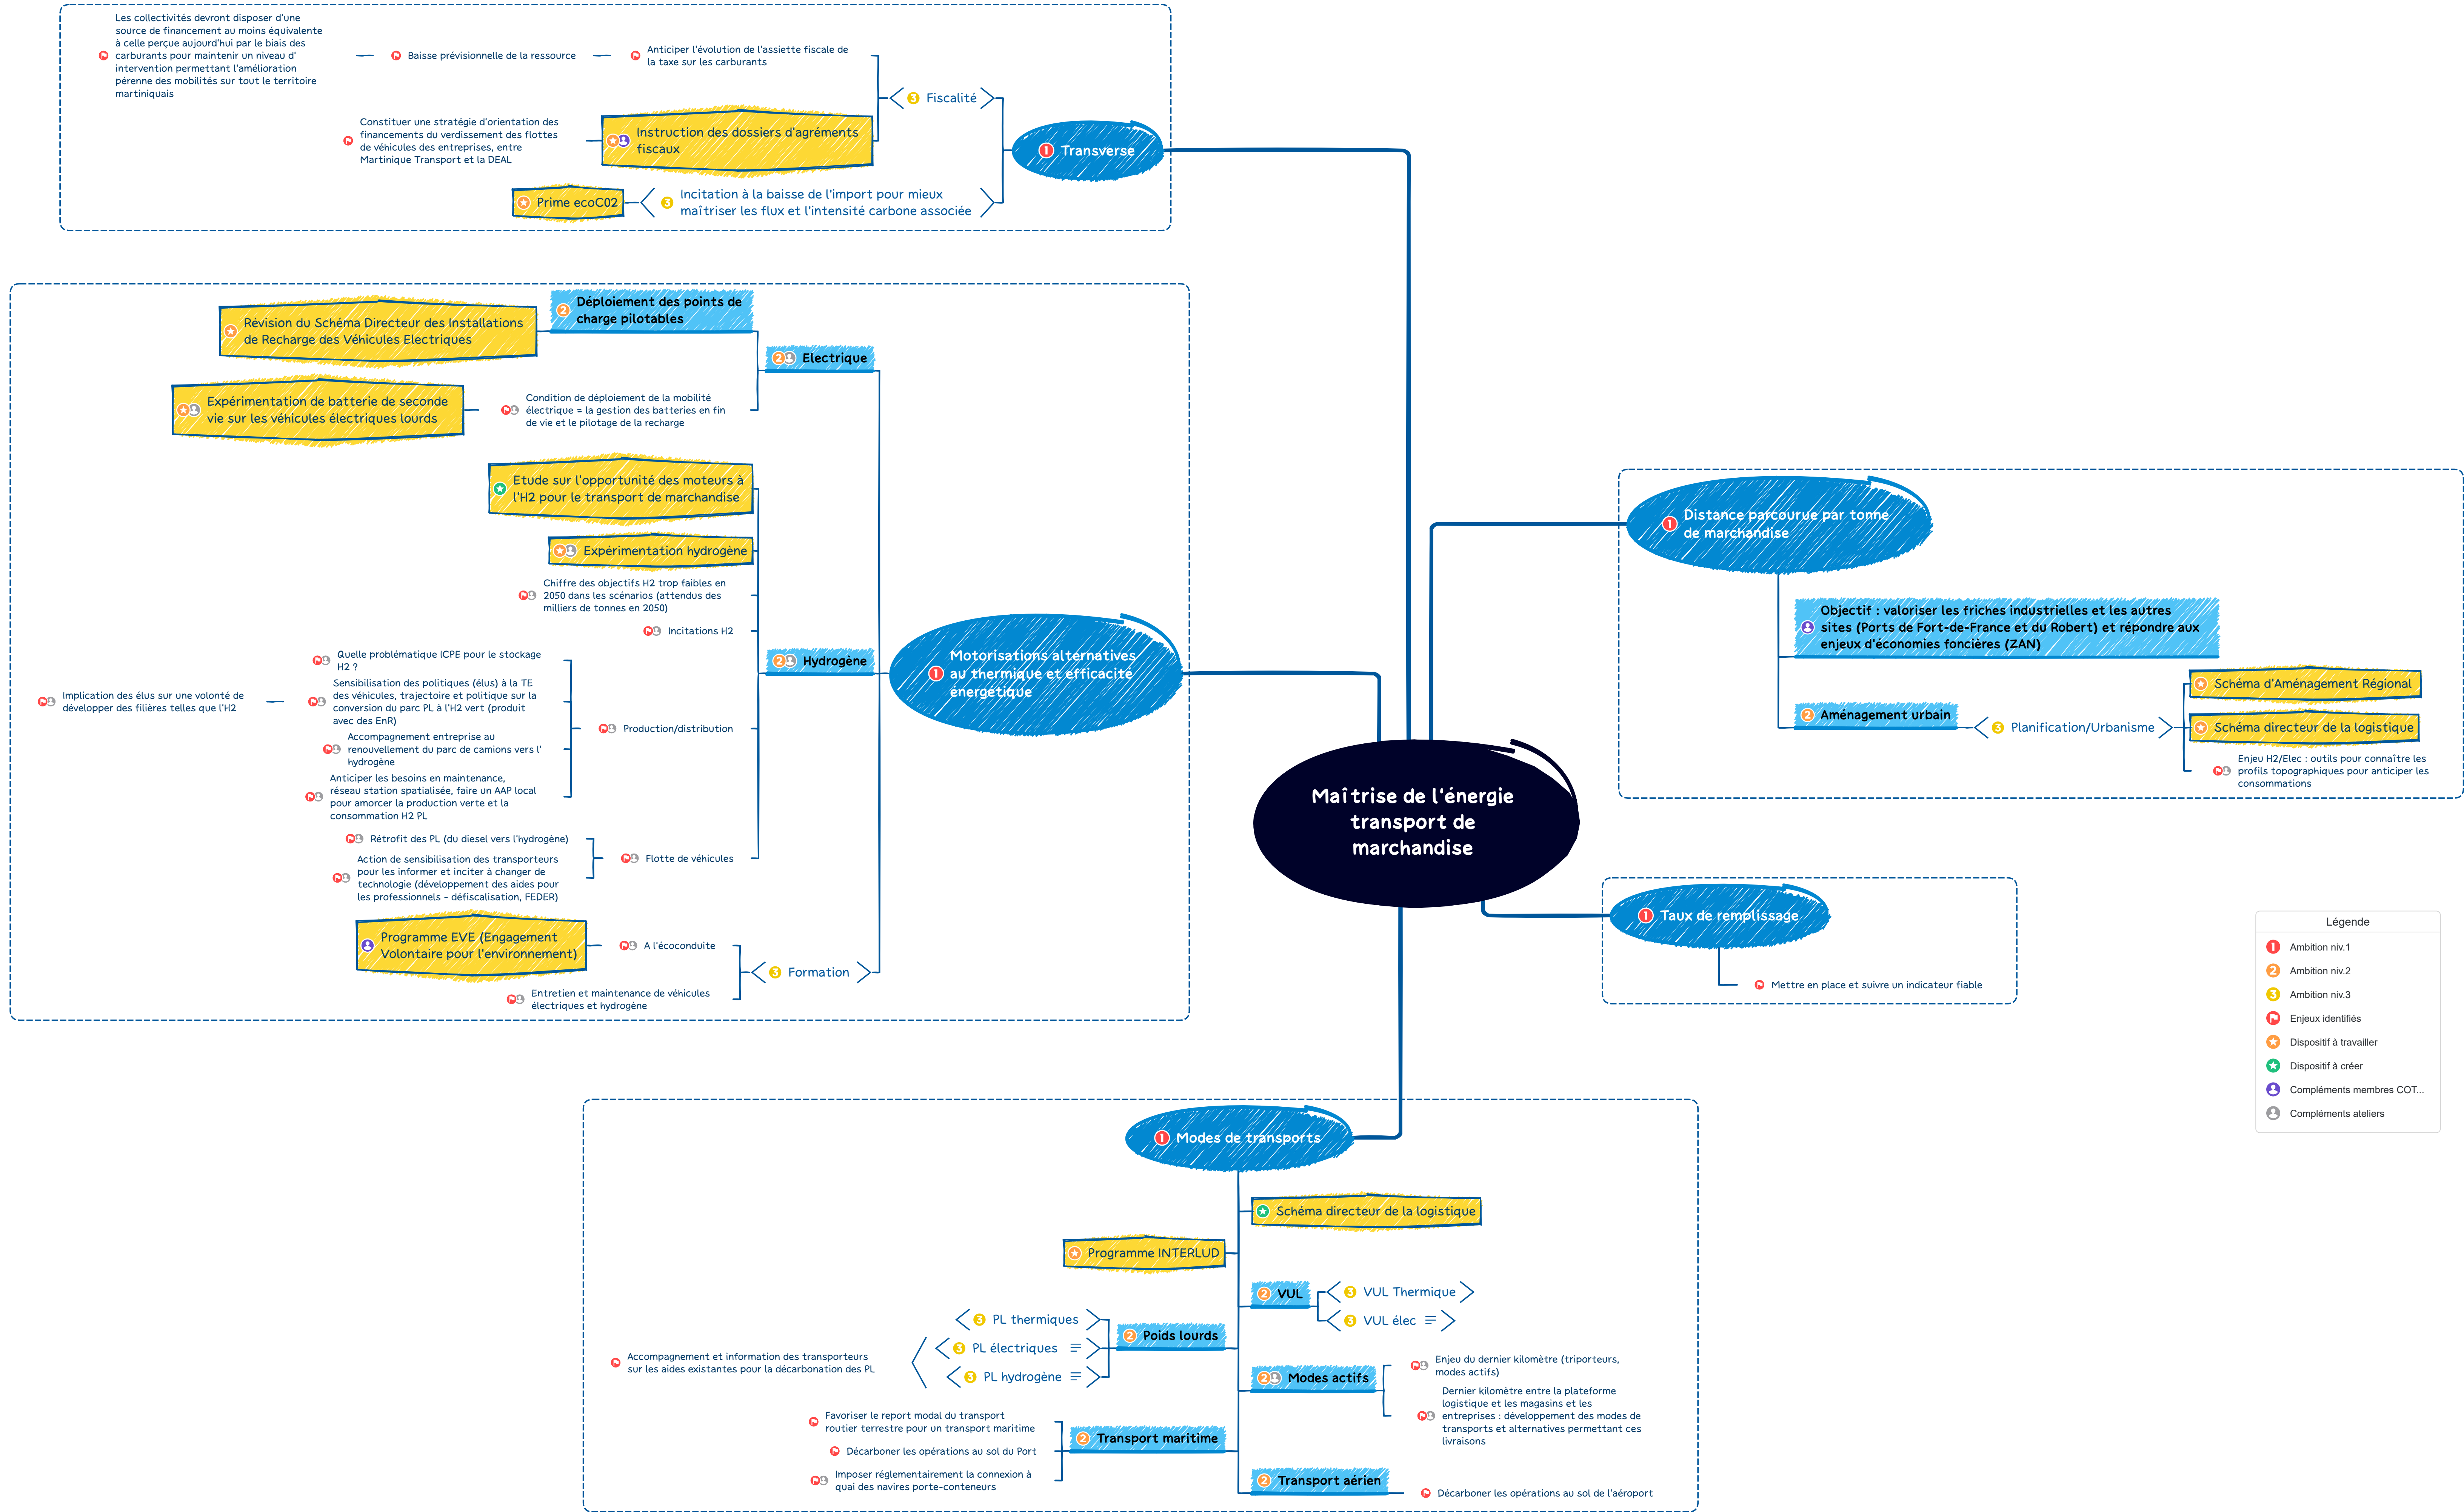 Les collectivités devront disposer d'une
source de financement au moins équivalente
à celle perçue aujourd'hui par le biais des
carburants pour maintenir un niveau d'
intervention permettant l'amélioration
pérenne des mobilités sur tout le territoire
martiniquais
Baisse prévisionnelle de la ressource
Anticiper l'évolution de l'assiette fiscale de
la taxe sur les carburants
3 Fiscalité
Constituer une stratégie d'orientation des
financements du verdissement des flottes
de véhicules des entreprises, entre
Martinique Transport et la DEAL
Instruction des dossiers d'agréments
fiscaux
1 Transverse
Prime ecoC02
3 Incitation à la baisse de l'import pour mieux
maîtriser les flux et l'intensité carbone associée
Révision du Schéma Directeur des Installations
de Recharge des Véhicules Electriques
2 Déploiement des points de
charge pilotables
2 Electrique
Expérimentation de batterie de seconde
vie sur les véhicules électriques lourds
Condition de déploiement de la mobilité
électrique = la gestion des batteries en fin
de vie et le pilotage de la recharge
Etude sur l'opportunité des moteurs à
l'H2 pour le transport de marchandise
Expérimentation hydrogène
Chiffre des objectifs H2 trop faibles en
2050 dans les scénarios (attendus des
milliers de tonnes en 2050)
Incitations H2
2 Hydrogène
1 Motorisations alternatives
au thermique et efficacité
énergétique
Quelle problématique ICPE pour le stockage
H2 ?
Implication des élus sur une volonté de
développer des filières telles que l'H2
Sensibilisation des politiques (élus) à la TE
des véhicules, trajectoire et politique sur la
conversion du parc PL à l'H2 vert (produit
avec des EnR)
Production/distribution
Accompagnement entreprise au
renouvellement du parc de camions vers l'
hydrogène
Anticiper les besoins en maintenance,
réseau station spatialisée, faire un AAP local
pour amorcer la production verte et la
consommation H2 PL
Rétrofit des PL (du diesel vers l'hydrogène)
Flotte de véhicules
Action de sensibilisation des transporteurs
pour les informer et inciter à changer de
technologie (développement des aides pour
les professionnels - défiscalisation, FEDER)
Programme EVE (Engagement
Volontaire pour l'environnement)
A l'écoconduite
3 Formation
Entretien et maintenance de véhicules
électriques et hydrogène
Maîtrise de l'énergie
transport de
marchandise
1 Distance parcourue par tonne
de marchandise
Objectif : valoriser les friches industrielles et les autres
sites (Ports de Fort-de-France et du Robert) et répondre aux
enjeux d'économies foncières (ZAN)
2 Aménagement urbain
3 Planification/Urbanisme
Schéma d'Aménagement Régional
Schéma directeur de la logistique
Enjeu H2/Elec : outils pour connaître les
profils topographiques pour anticiper les
consommations
1 Taux de remplissage
Mettre en place et suivre un indicateur fiable
Légende
1 Ambition niv.1
2 Ambition niv.2
3 Ambition niv.3
Enjeux identifiés
Dispositif à travailler
Dispositif à créer
Compléments membres COT...
Compléments ateliers
1 Modes de transports
Schéma directeur de la logistique
Programme INTERLUD
2 VUL
3 VUL Thermique
3 VUL élec
3 PL thermiques
3 PL électriques
3 PL hydrogène
2 Poids lourds
Accompagnement et information des transporteurs
sur les aides existantes pour la décarbonation des PL
2 Modes actifs
Enjeu du dernier kilomètre (triporteurs,
modes actifs)
Dernier kilomètre entre la plateforme
logistique et les magasins et les
entreprises : développement des modes de
transports et alternatives permettant ces
livraisons
Favoriser le report modal du transport
routier terrestre pour un transport maritime
Décarboner les opérations au sol du Port
Imposer réglementairement la connexion à
quai des navires porte-conteneurs
2 Transport maritime
2 Transport aérien
Décarboner les opérations au sol de l'aéroport